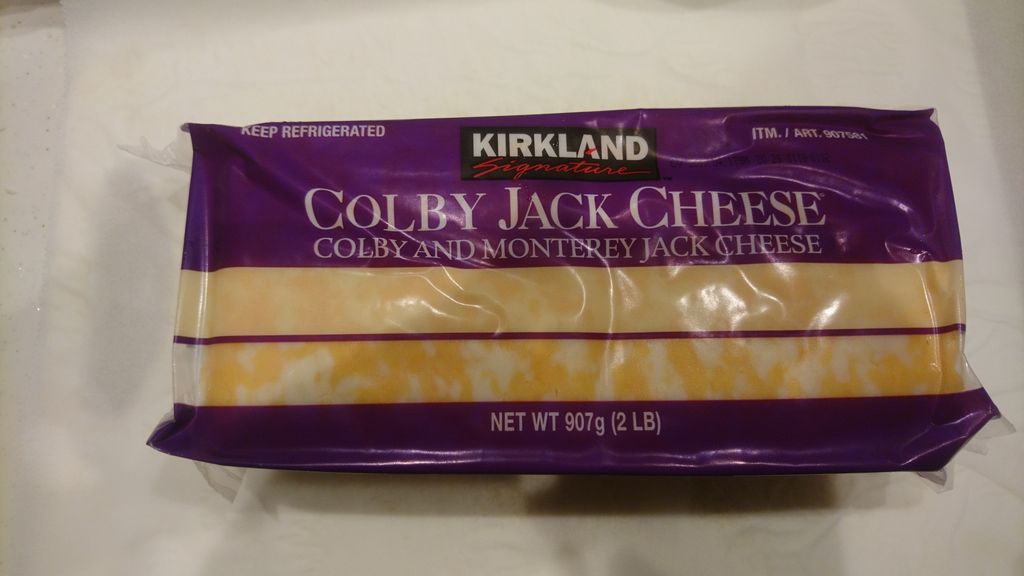 KEEP REFRIGERATED
KIRKLAND
Signature
ITM. / ART. 907581
COLBY JACK CHEESE
COLBY AND MONTEREY JACK CHEESE
NET WT 907g (2 LB)